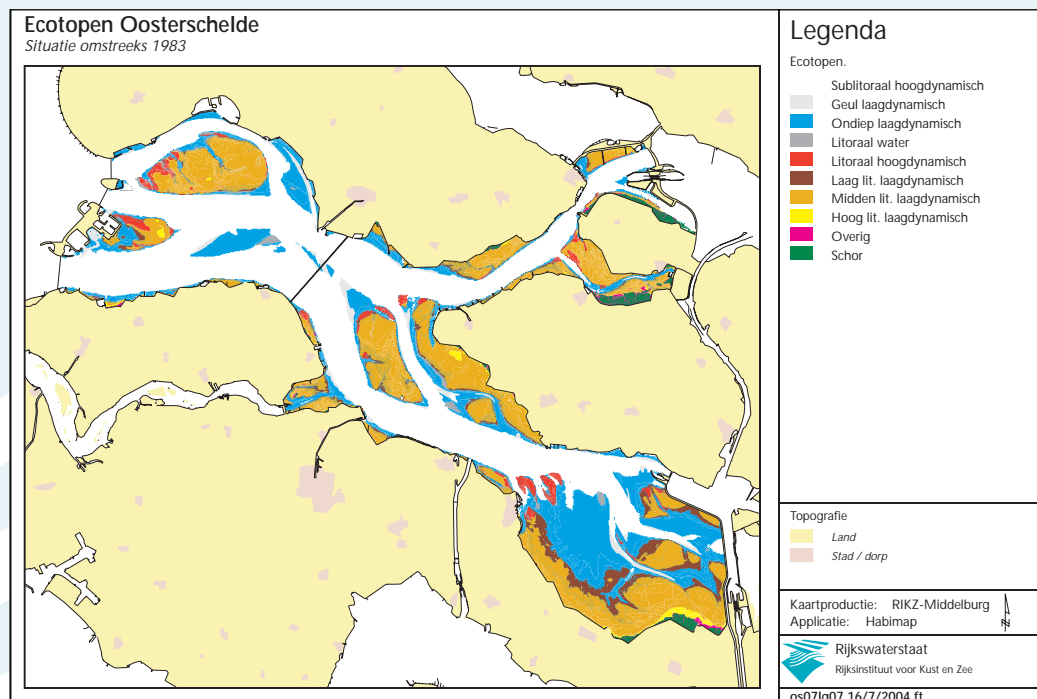 Ecotopen Oosterschelde
Situatie omstreeks 1983
Legenda
Ecotopen.
Sublitoraal hoogdynamisch
Geul laagdynamisch
Ondiep laagdynamisch
Litoraal water
Litoraal hoogdynamisch
Laag lit. laagdynamisch
Midden lit. laagdynamisch
Hoog lit. laagdynamisch
Overig
Schor
Topografie
Land
Stad / dorp
Kaartproductie: RIKZ-Middelburg
Applicatie: Habimap
N
Rijkswaterstaat
Rijksinstituut voor Kust en Zee
os07lg07 16/7/2004 ft